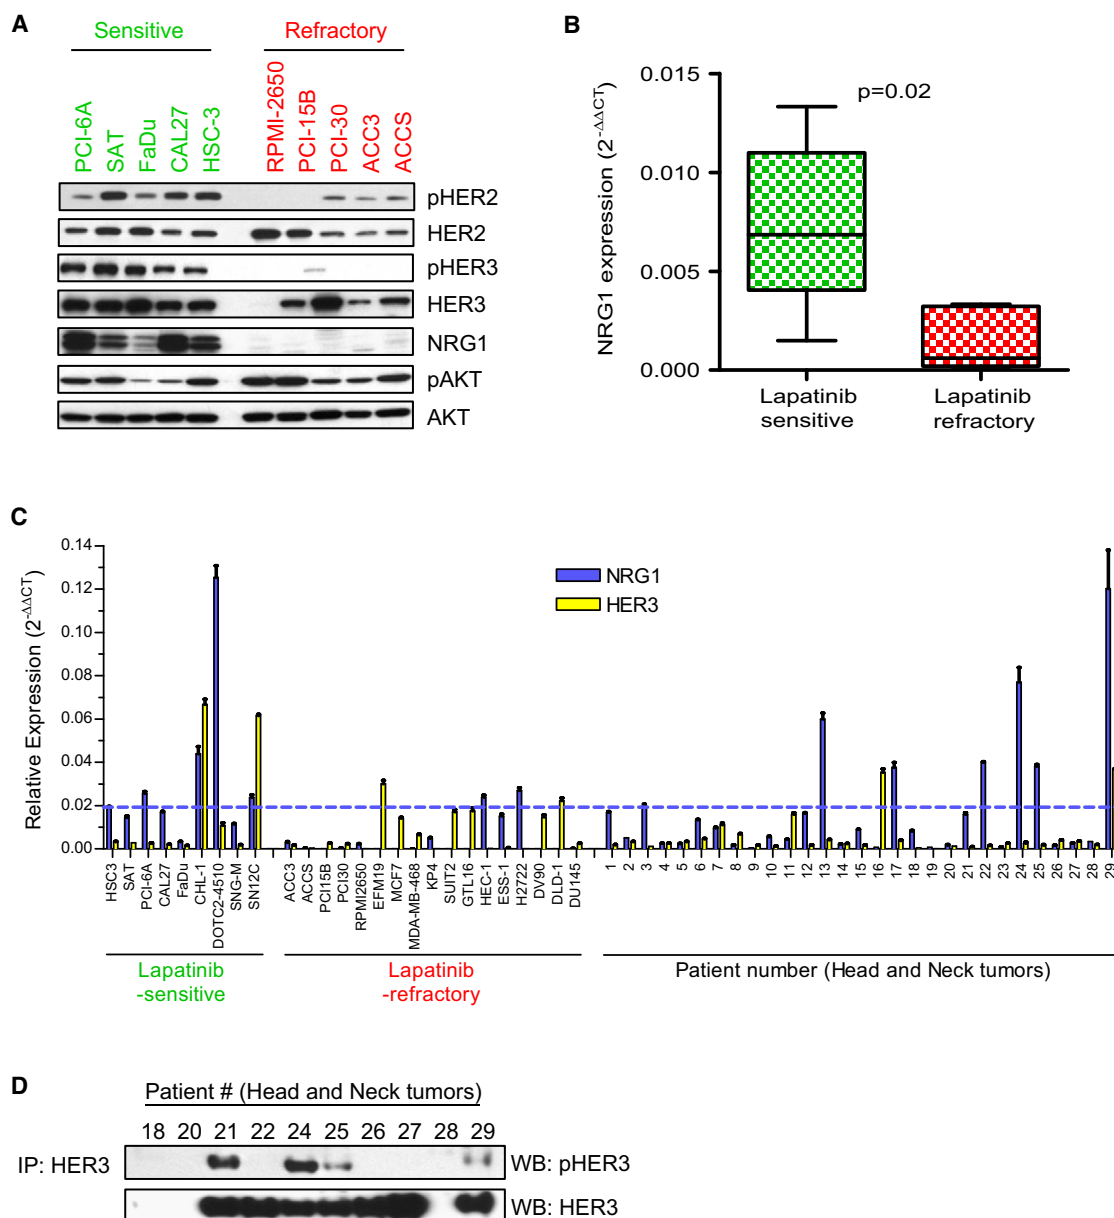 A
Sensitive
Refractory
PCI-6A
SAT
FaDu
CAL27
HSC-3
RPMI-2650
PCI-15B
PCI-30
ACC3
ACCS
pHER2
HER2
pHER3
HER3
NRG1
pAKT
AKT
B
NRG1 expression (2^-ΔΔCT)
0.015
0.010
0.005
0.000
p=0.02
Lapatinib
sensitive
Lapatinib
refractory
C
Relative Expression (2^-ΔΔCT)
0.14
0.12
0.10
0.08
0.06
0.04
0.02
0.00
NRG1
HER3
HSC3
SAT
PCI-6A
CAL27
FaDu
CHL-1
DOTC2-4510
SNG-M
SN12C
ACC3
ACCS
PCI15B
PCI30
RPMI2650
EFM19
MCF7
MDA-MB-468
KP4
SUIT2
GTL16
HEC-1
ESS-1
H2722
DV90
DLD-1
DU145
1
2
3
4
5
6
7
8
9
10
11
12
13
14
15
16
17
18
19
20
21
22
23
24
25
26
27
28
29
Lapatinib
-sensitive
Lapatinib
-refractory
Patient number (Head and Neck tumors)
D
Patient # (Head and Neck tumors)
18 20 21 22 24 25 26 27 28 29
IP: HER3
WB: pHER3
WB: HER3